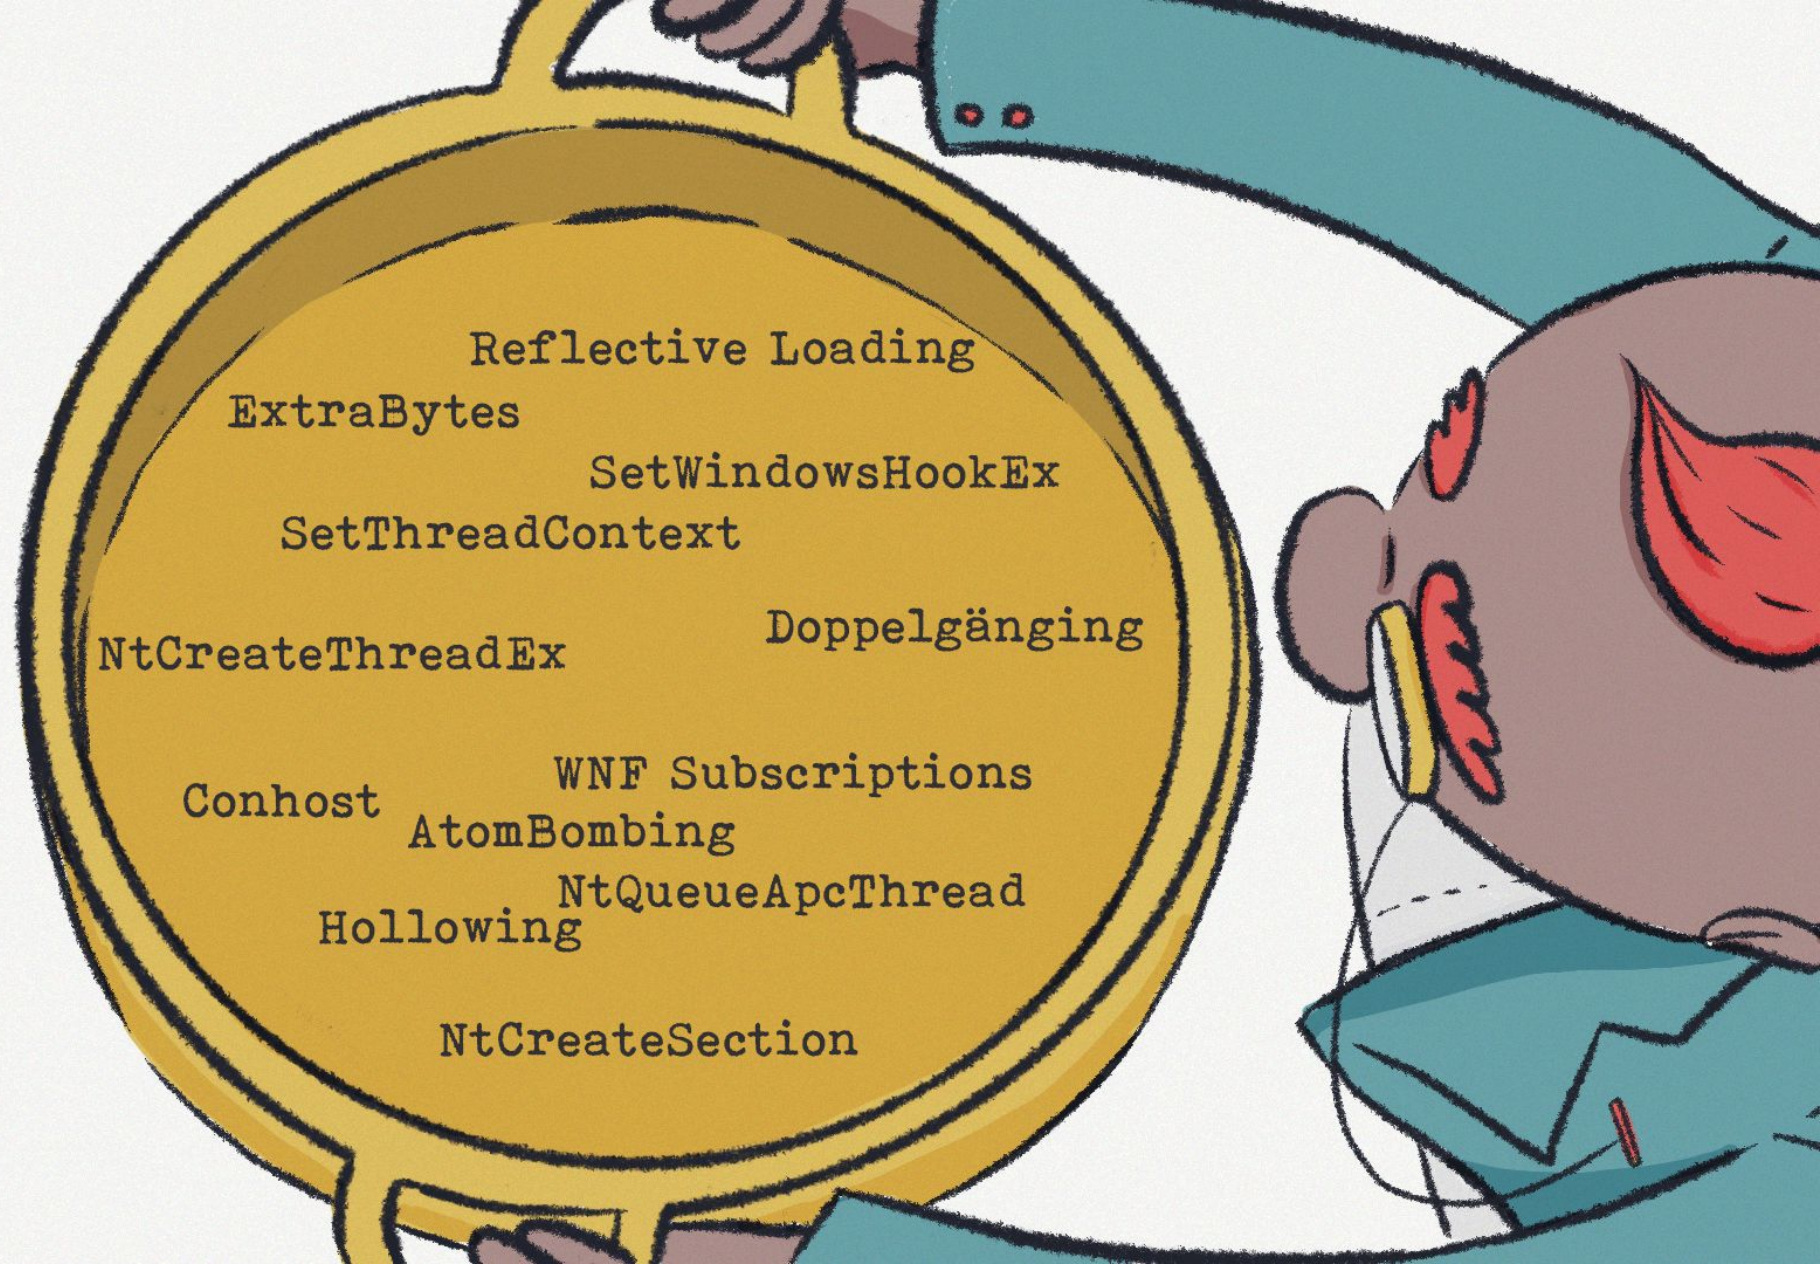 Reflective Loading
ExtraBytes
SetWindowsHookEx
SetThreadContext
Doppelgänging
NtCreateThreadEx
WNF Subscriptions
Conhost
AtomBombing
NtQueueApcThread
Hollowing
NtCreateSection